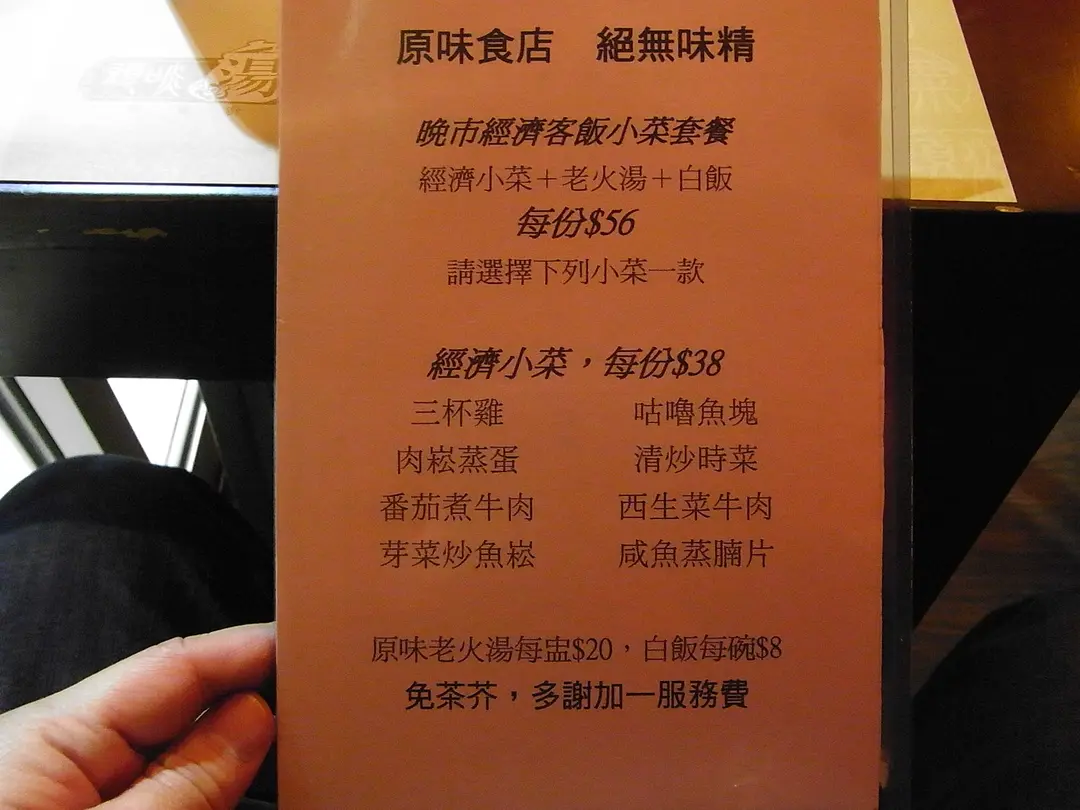 原味食店　絕無味精
晚市經濟客飯小菜套餐
經濟小菜＋老火湯＋白飯
每份$56
請選擇下列小菜一款
經濟小菜，每份$38
三杯雞　咕嚕魚塊
肉崧蒸蛋　清炒時菜
番茄煮牛肉　西生菜牛肉
芽菜炒魚崧　咸魚蒸腩片
原味老火湯每盅$20，白飯每碗$8
免茶芥，多謝加一服務費
湯